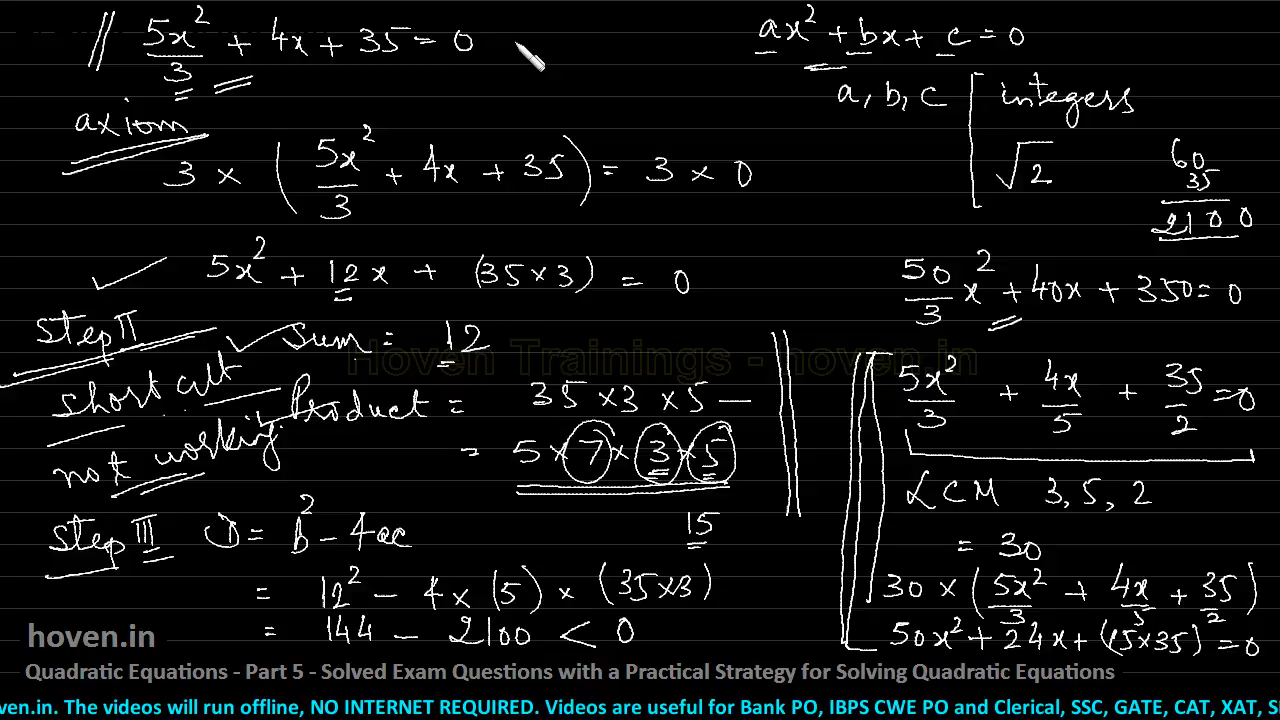 // 5x²/3 + 4x + 35 = 0
axiom
3 × (5x²/3 + 4x + 35) = 3 × 0
5x² + 12x + (35×3) = 0
Step II
Sum = 12
short cut
Product = 35 × 3 × 5 —
not working
= 5 × 7 × 3 × 5
15
Step III D = b² - 4ac
= 12² - 4 × (5) × (35×3)
= 144 - 2100 < 0
ax² + bx + c = 0
a, b, c
integers
√2
60
35
2100
50/3 x² + 40x + 350 = 0
5x²/3 + 4x/5 + 35/2 = 0
LCM 3, 5, 2
= 30
30 × (5x²/3 + 4x/5 + 35/2)
50x² + 24x + (15×35) = 0
Hoven Trainings - hoven.in
hoven.in
Quadratic Equations - Part 5 - Solved Exam Questions with a Practical Strategy for Solving Quadratic Equations
oven.in. The videos will run offline, NO INTERNET REQUIRED. Videos are useful for Bank PO, IBPS CWE PO and Clerical, SSC, GATE, CAT, XAT, S